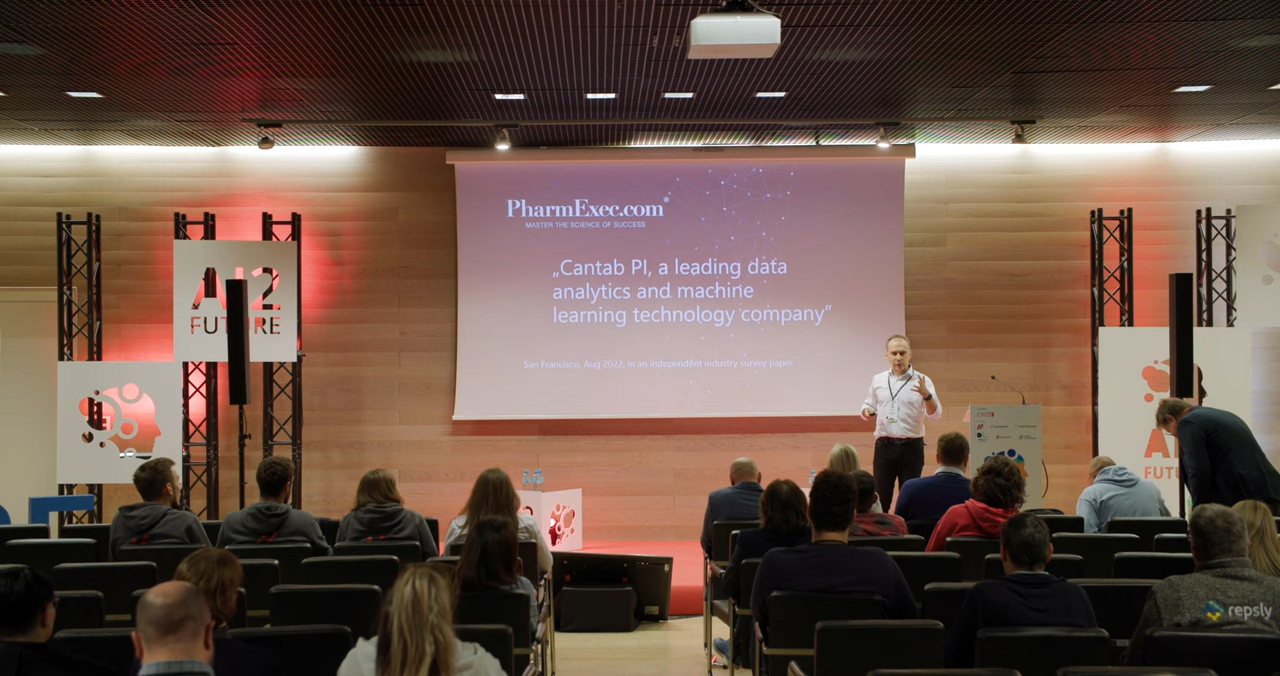 PharmExec.com®
MASTER THE SCIENCE OF SUCCESS
„Cantab PI, a leading data
analytics and machine
learning technology company”
San Francisco, Aug 2022, in an independent industry survey paper
AI2
FUTURE
FUTU
repsly